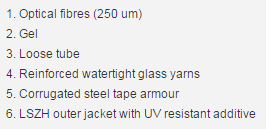 1. Optical fibres (250 um)
2. Gel
3. Loose tube
4. Reinforced watertight glass yarns
5. Corrugated steel tape armour
6. LSZH outer jacket with UV resistant additive